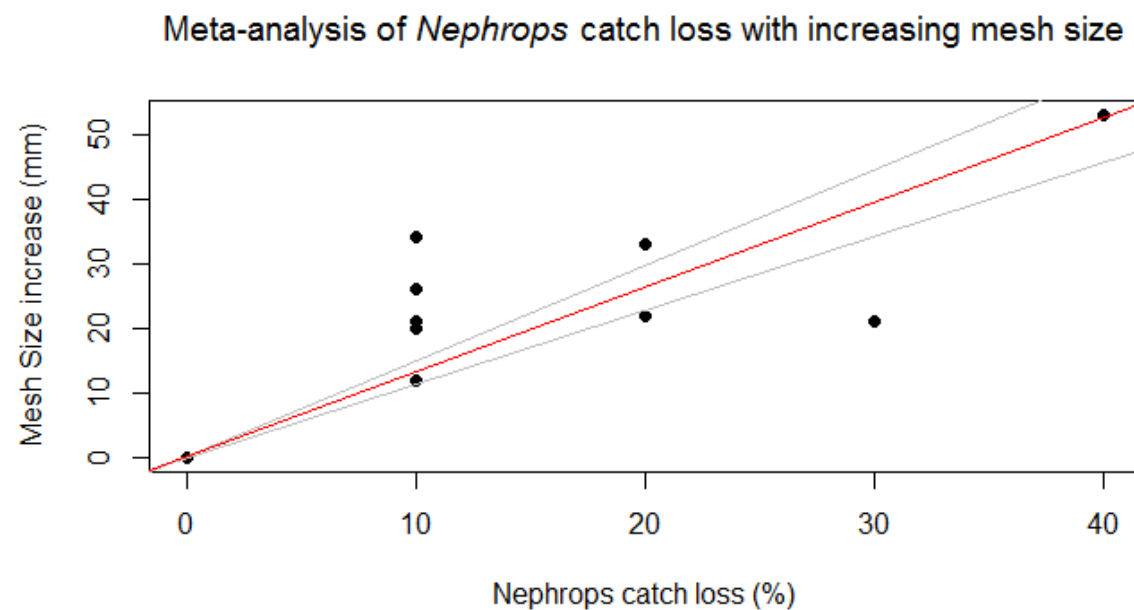 Meta-analysis of Nephrops catch loss with increasing mesh size
Mesh Size increase (mm)
50
40
30
20
10
0
0 10 20 30 40
Nephrops catch loss (%)